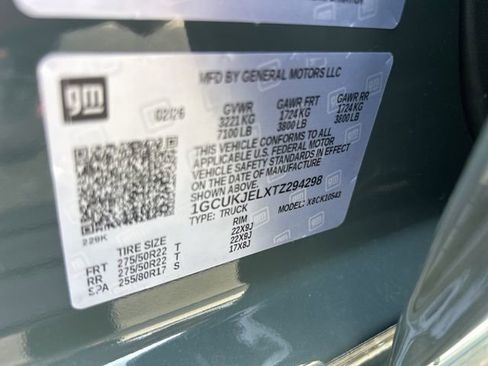 MFD BY GENERAL MOTORS LLC
gm
02/26 GVWR GAWR FRT GAWR RR
3221 KG 1724 KG 1724 KG
7100 LB 3800 LB 3800 LB
THIS VEHICLE CONFORMS TO ALL
APPLICABLE U.S. FEDERAL MOTOR
VEHICLE SAFETY STANDARDS IN EFFECT
ON THE DATE OF MANUFACTURE
SHOWN ABOVE.
1GCUKJELXTZ294298
TYPE: TRUCK MODEL: X8CK10543
229K
TIRE SIZE RIM
FRT 275/50R22 T 22X9J
RR 275/50R22 T 22X9J
SPA 255/80R17 S 17X8J